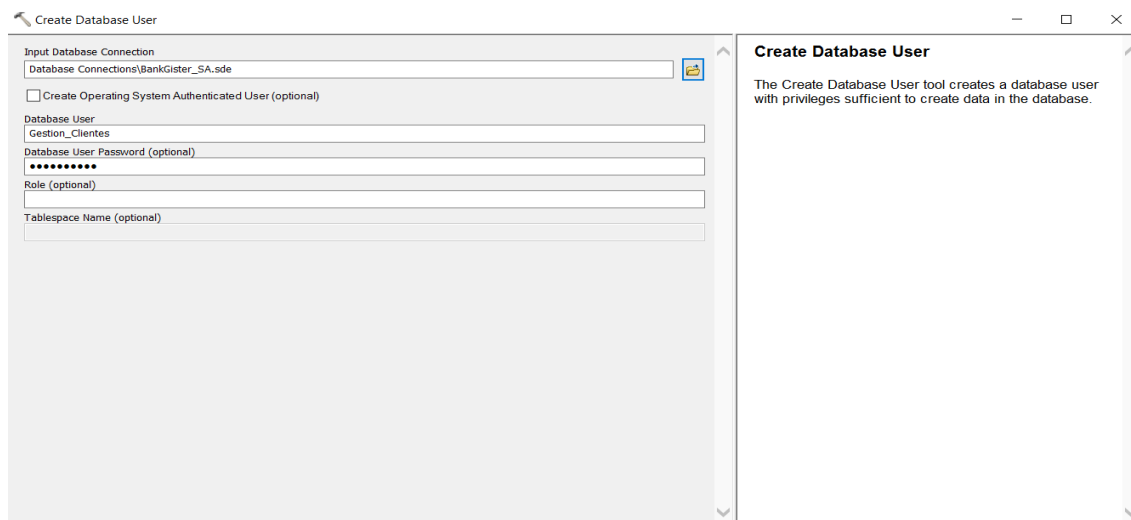 Create Database User
Input Database Connection
Database Connections\BankGister_SA.sde
Create Operating System Authenticated User (optional)
Database User
Gestion_Clientes
Database User Password (optional)
●●●●●●●●●●
Role (optional)
Tablespace Name (optional)
Create Database User
The Create Database User tool creates a database user
with privileges sufficient to create data in the database.